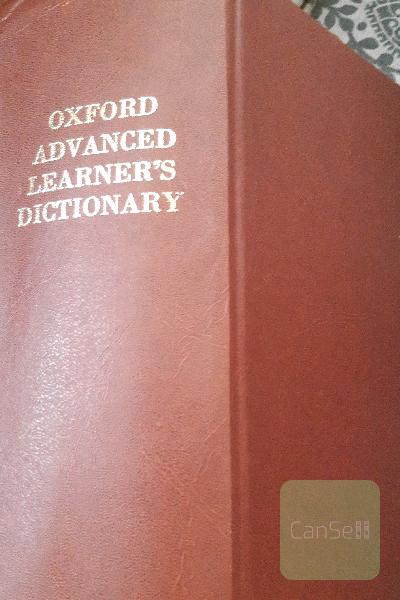 OXFORD
ADVANCED
LEARNER'S
DICTIONARY
CanSell